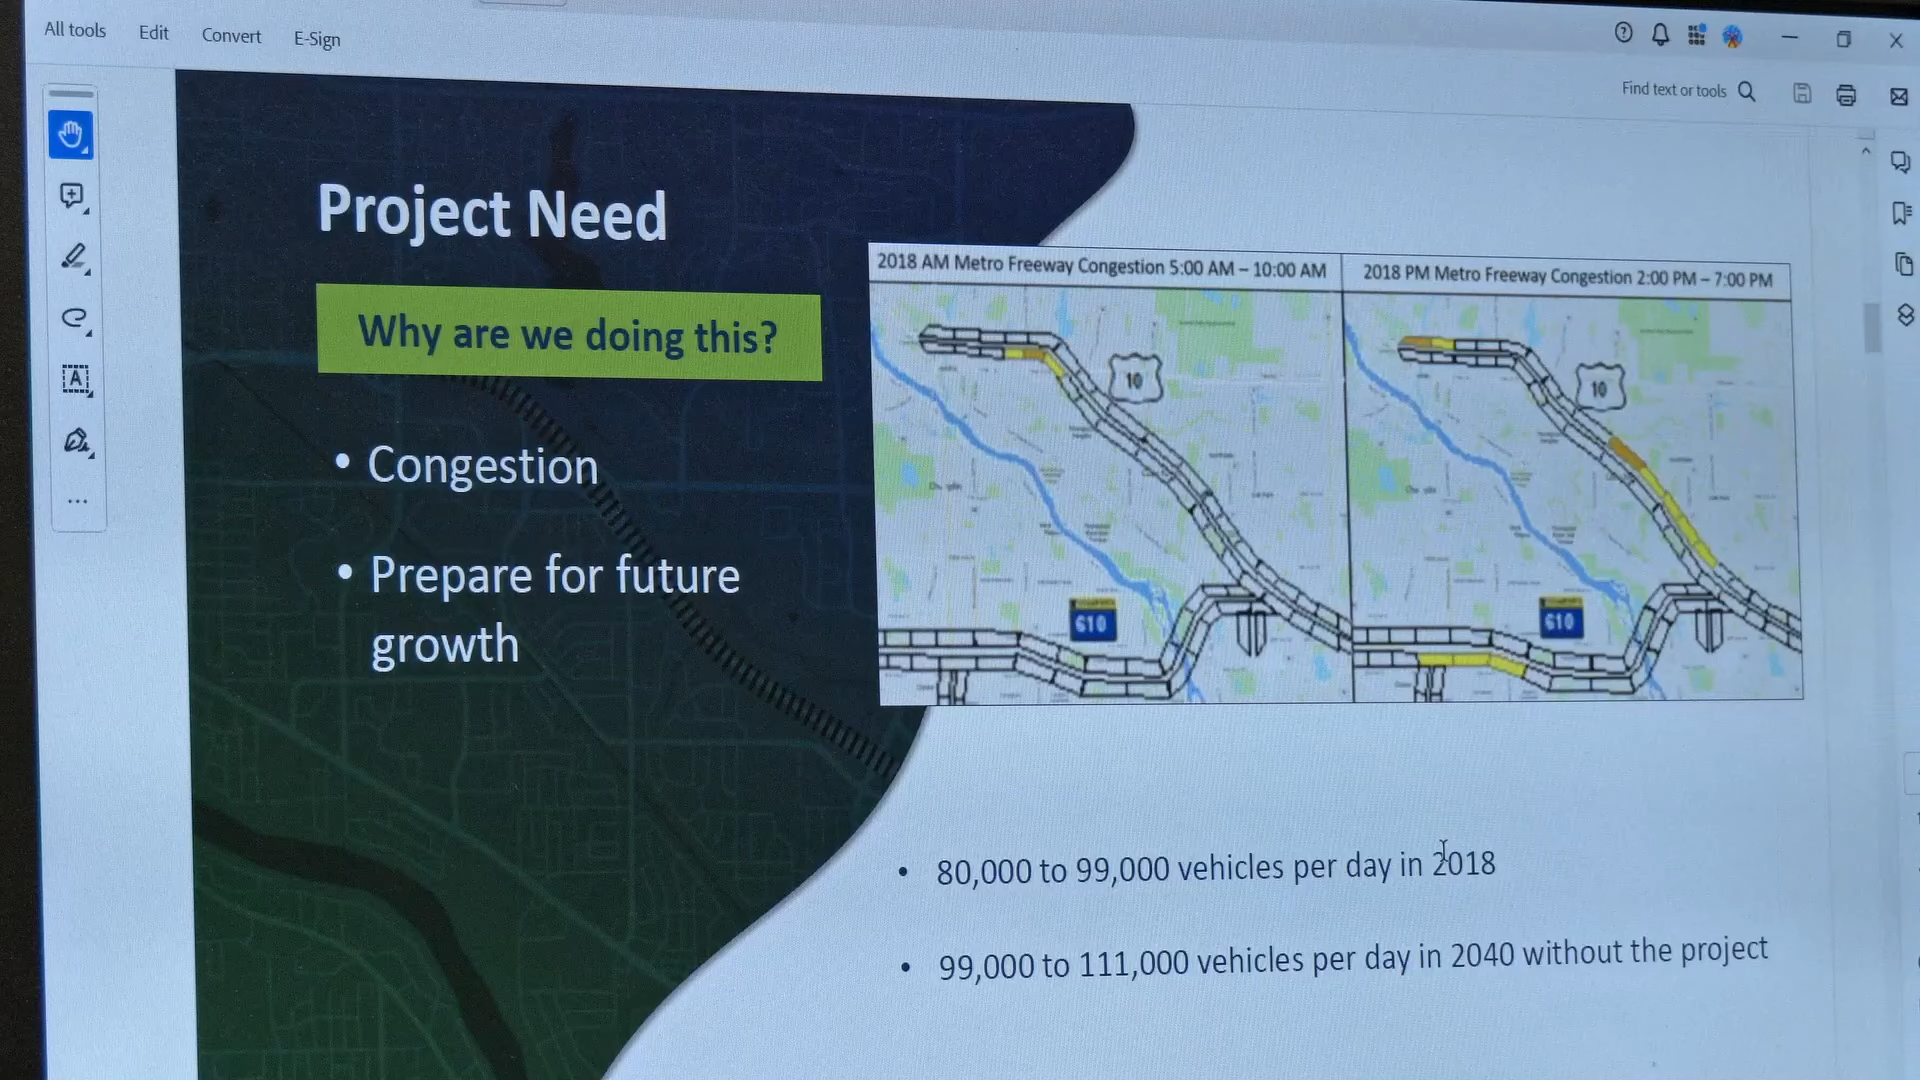 All tools Edit Convert E-Sign
Find text or tools
Project Need
Why are we doing this?
• Congestion
• Prepare for future
growth
2018 AM Metro Freeway Congestion 5:00 AM – 10:00 AM
2018 PM Metro Freeway Congestion 2:00 PM – 7:00 PM
10
10
610
610
• 80,000 to 99,000 vehicles per day in 2018
• 99,000 to 111,000 vehicles per day in 2040 without the project